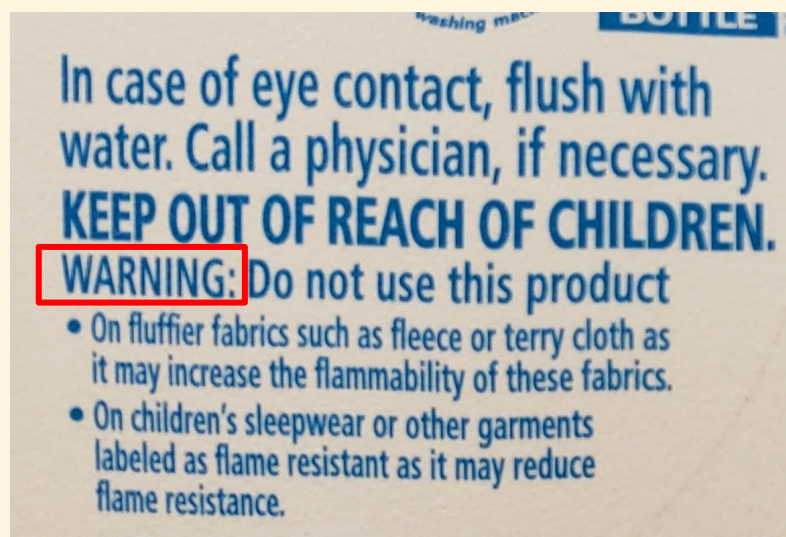 washing
BOTTLE
In case of eye contact, flush with
water. Call a physician, if necessary.
KEEP OUT OF REACH OF CHILDREN.
WARNING: Do not use this product
• On fluffier fabrics such as fleece or terry cloth as
it may increase the flammability of these fabrics.
• On children's sleepwear or other garments
labeled as flame resistant as it may reduce
flame resistance.